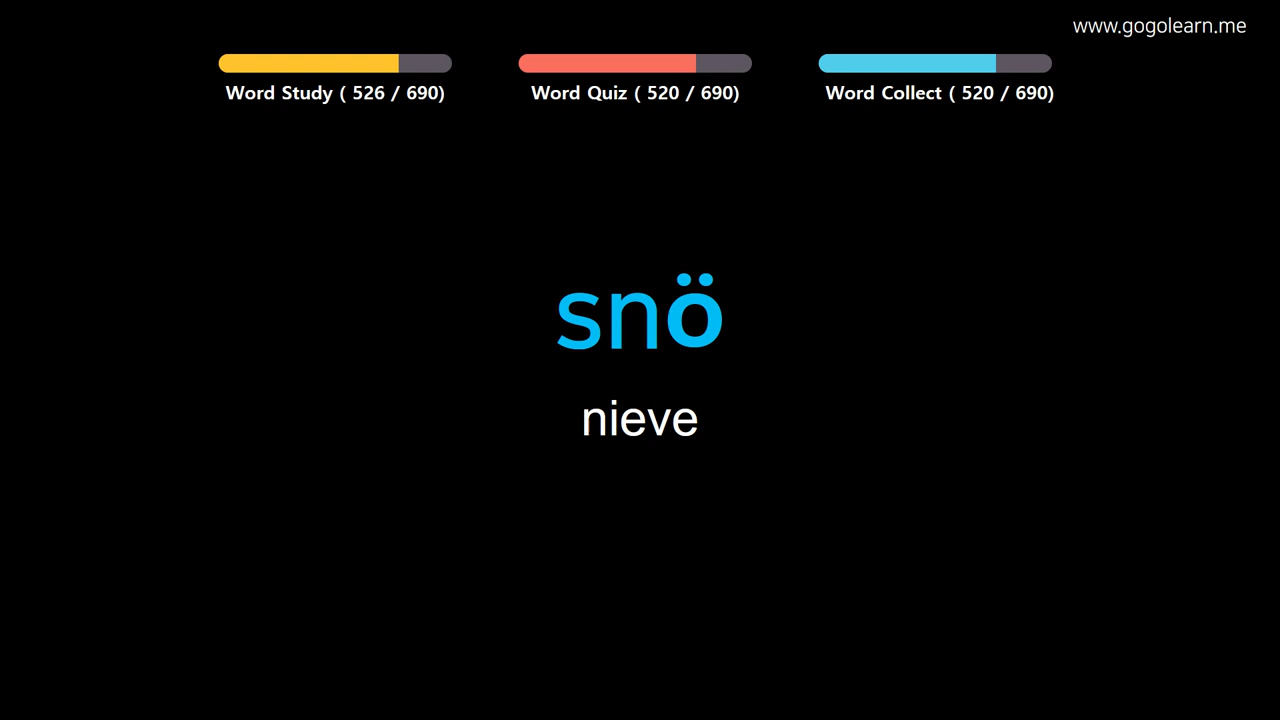 www.gogolearn.me
Word Study ( 526 / 690)
Word Quiz ( 520 / 690)
Word Collect ( 520 / 690)
snö
nieve